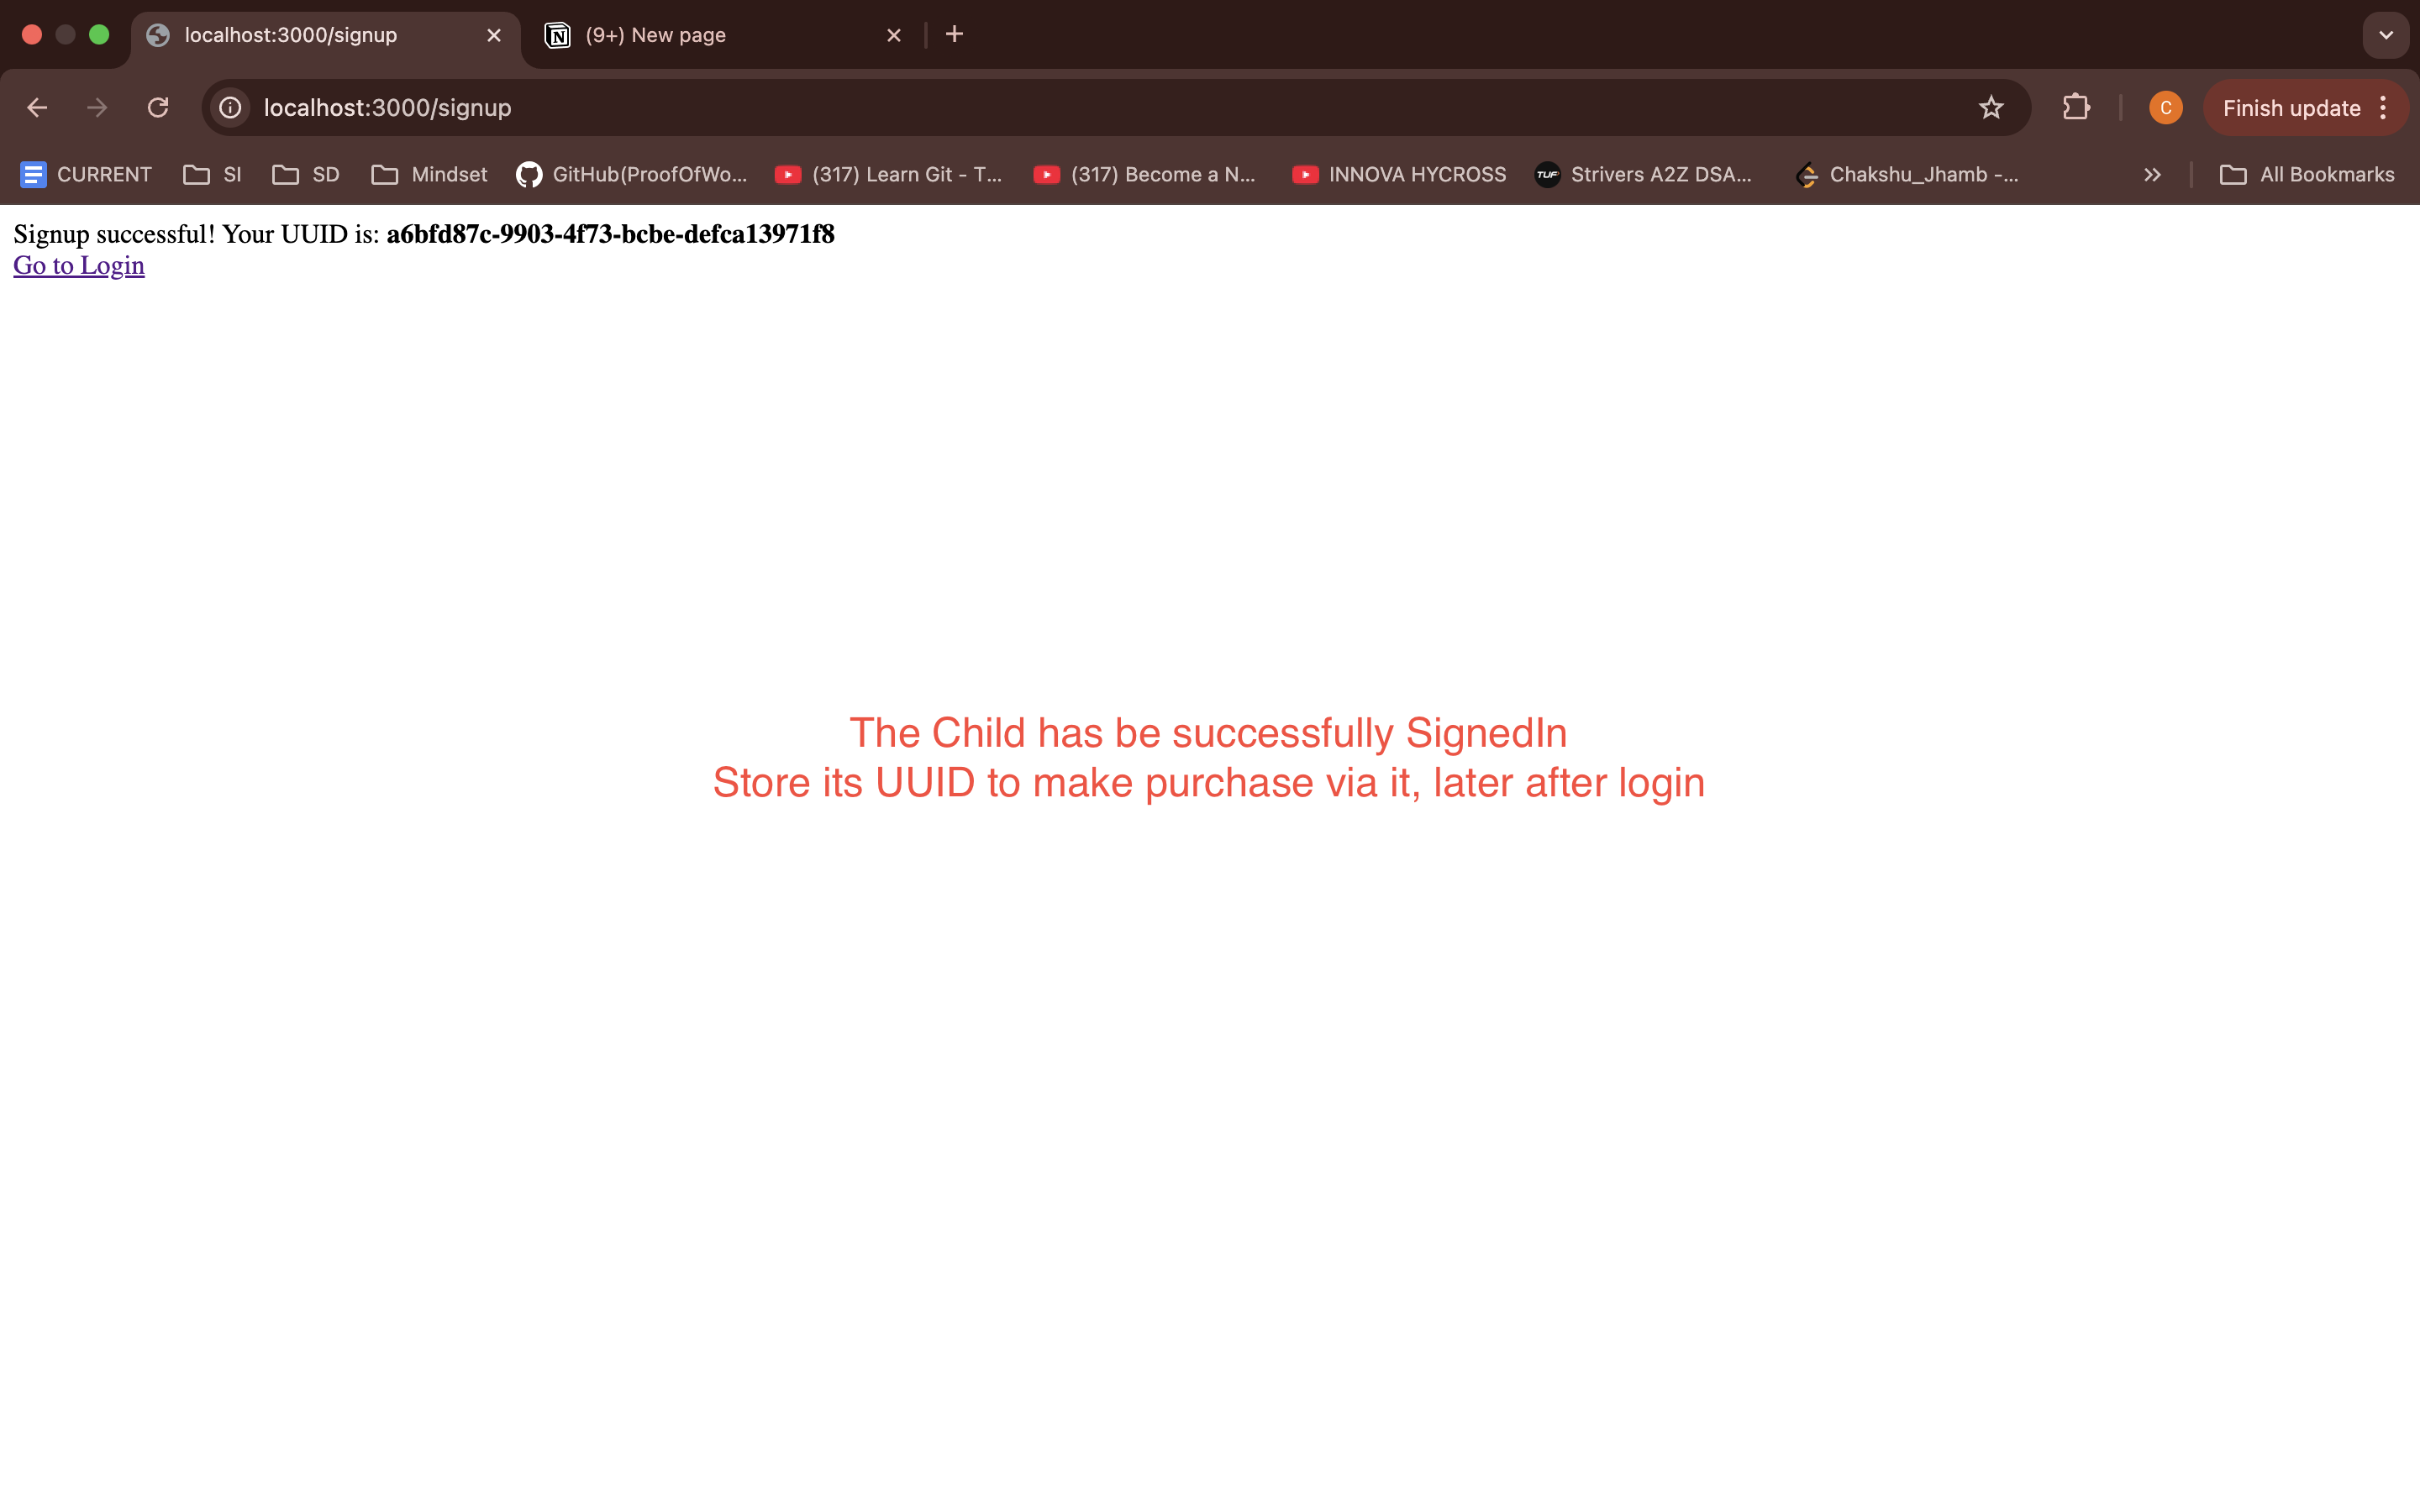 localhost:3000/signup
(9+) New page
localhost:3000/signup
C
Finish update
CURRENT
SI
SD
Mindset
GitHub(ProofOfWo...
(317) Learn Git - T...
(317) Become a N...
INNOVA HYCROSS
TUF
Strivers A2Z DSA...
Chakshu_Jhamb -...
All Bookmarks
Signup successful! Your UUID is: a6bfd87c-9903-4f73-bcbe-defca13971f8
Go to Login
The Child has be successfully SignedIn
Store its UUID to make purchase via it, later after login